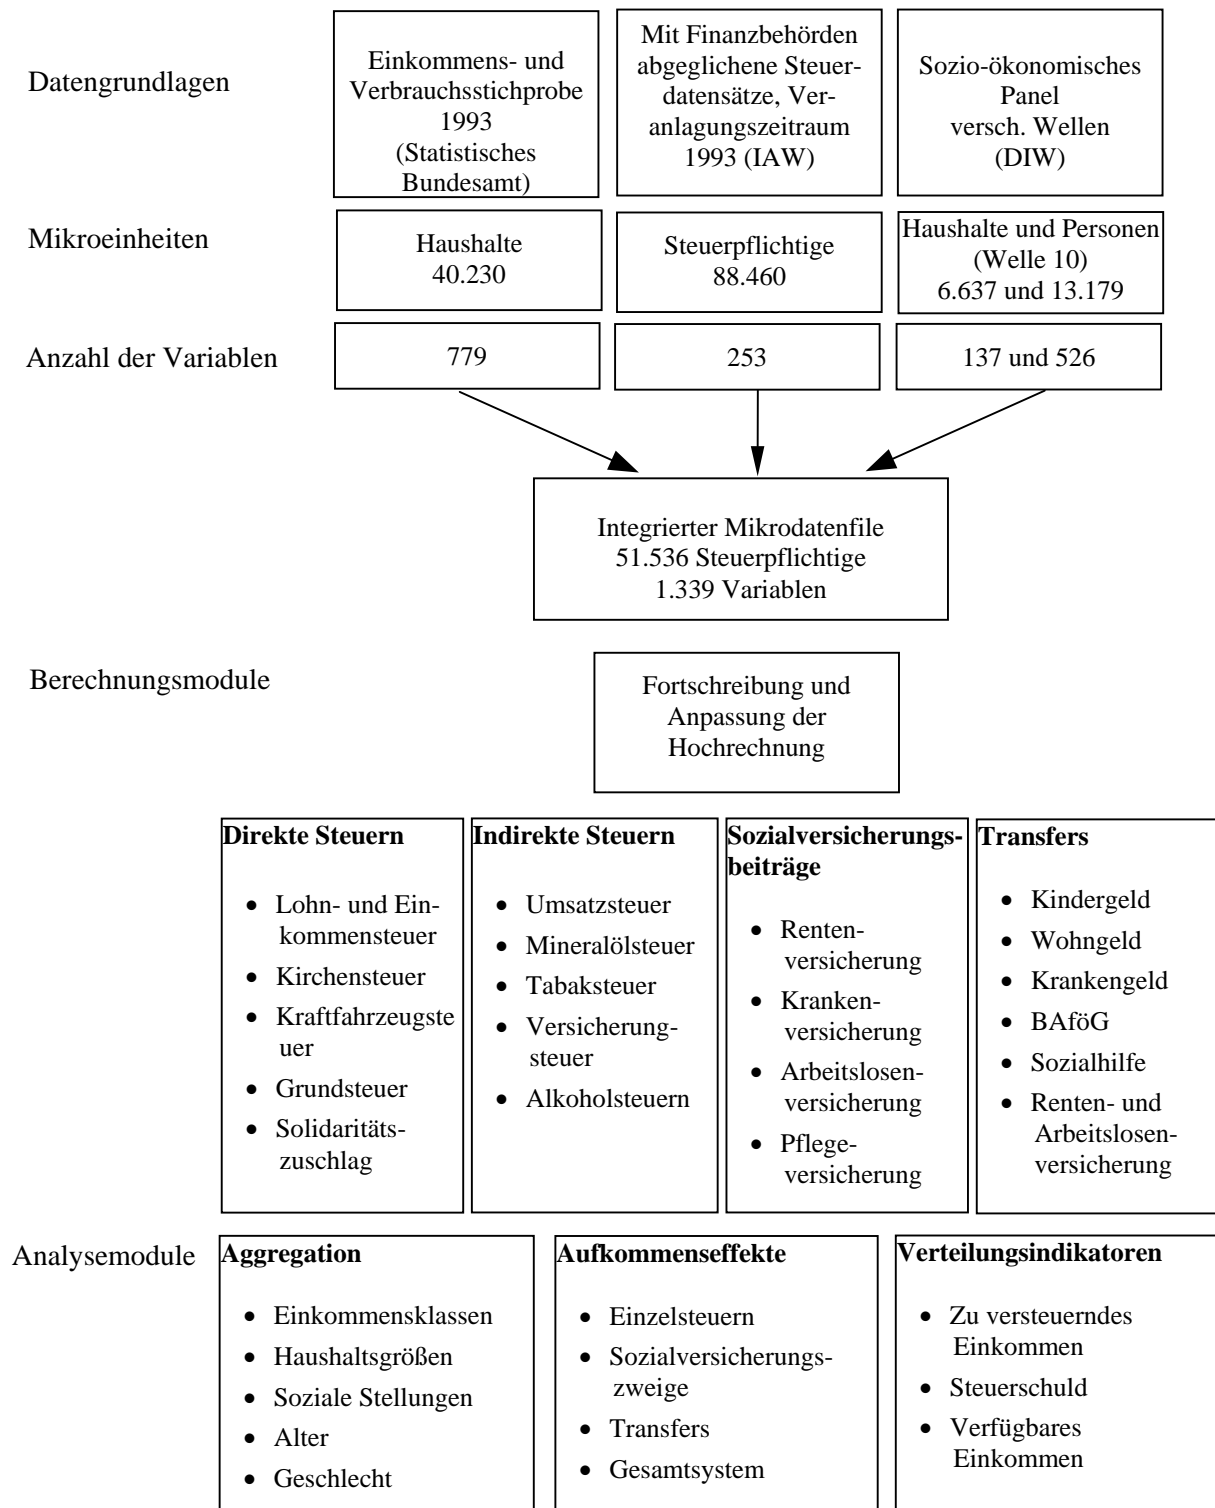 Datengrundlagen
Einkommens- und
Verbrauchsstichprobe
1993
(Statistisches
Bundesamt)
Mit Finanzbehörden
abgeglichene Steuer-
datensätze, Ver-
anlagungszeitraum
1993 (IAW)
Sozio-ökonomisches
Panel
versch. Wellen
(DIW)
Mikroeinheiten
Haushalte
40.230
Steuerpflichtige
88.460
Haushalte und Personen
(Welle 10)
6.637 und 13.179
Anzahl der Variablen
779
253
137 und 526
Integrierter Mikrodatenfile
51.536 Steuerpflichtige
1.339 Variablen
Berechnungsmodule
Fortschreibung und
Anpassung der
Hochrechnung
Direkte Steuern
• Lohn- und Ein-
kommensteuer
• Kirchensteuer
• Kraftfahrzeugste
uer
• Grundsteuer
• Solidaritäts-
zuschlag
Indirekte Steuern
• Umsatzsteuer
• Mineralölsteuer
• Tabaksteuer
• Versicherung-
steuer
• Alkoholsteuern
Sozialversicherungs-
beiträge
• Renten-
versicherung
• Kranken-
versicherung
• Arbeitslosen-
versicherung
• Pflege-
versicherung
Transfers
• Kindergeld
• Wohngeld
• Krankengeld
• BAföG
• Sozialhilfe
• Renten- und
Arbeitslosen-
versicherung
Analysemodule
Aggregation
• Einkommensklassen
• Haushaltsgrößen
• Soziale Stellungen
• Alter
• Geschlecht
Aufkommenseffekte
• Einzelsteuern
• Sozialversicherungs-
zweige
• Transfers
• Gesamtsystem
Verteilungsindikatoren
• Zu versteuerndes
Einkommen
• Steuerschuld
• Verfügbares
Einkommen